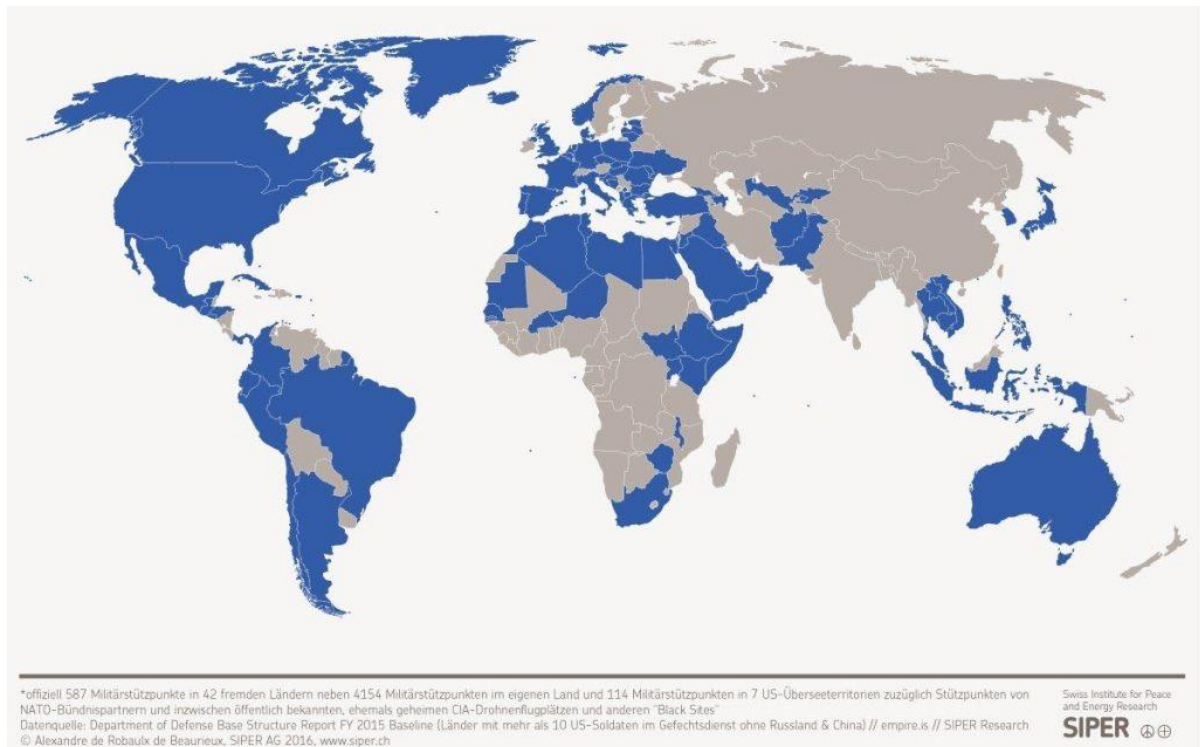 *offiziell 587 Militärstützpunkte in 42 fremden Ländern neben 4154 Militärstützpunkten im eigenen Land und 114 Militärstützpunkten in 7 US-Überseeterritorien zuzüglich Stützpunkten von
NATO-Bündnispartnern und inzwischen öffentlich bekannten, ehemals geheimen CIA-Drohnenflugplätzen und anderen "Black Sites"
Datenquelle: Department of Defense Base Structure Report FY 2015 Baseline (Länder mit mehr als 10 US-Soldaten im Gefechtsdienst ohne Russland & China) // empire.is // SIPER Research
© Alexandre de Robaulx de Beaurieux, SIPER AG 2016, www.siper.ch
Swiss Institute for Peace
and Energy Research
SIPER